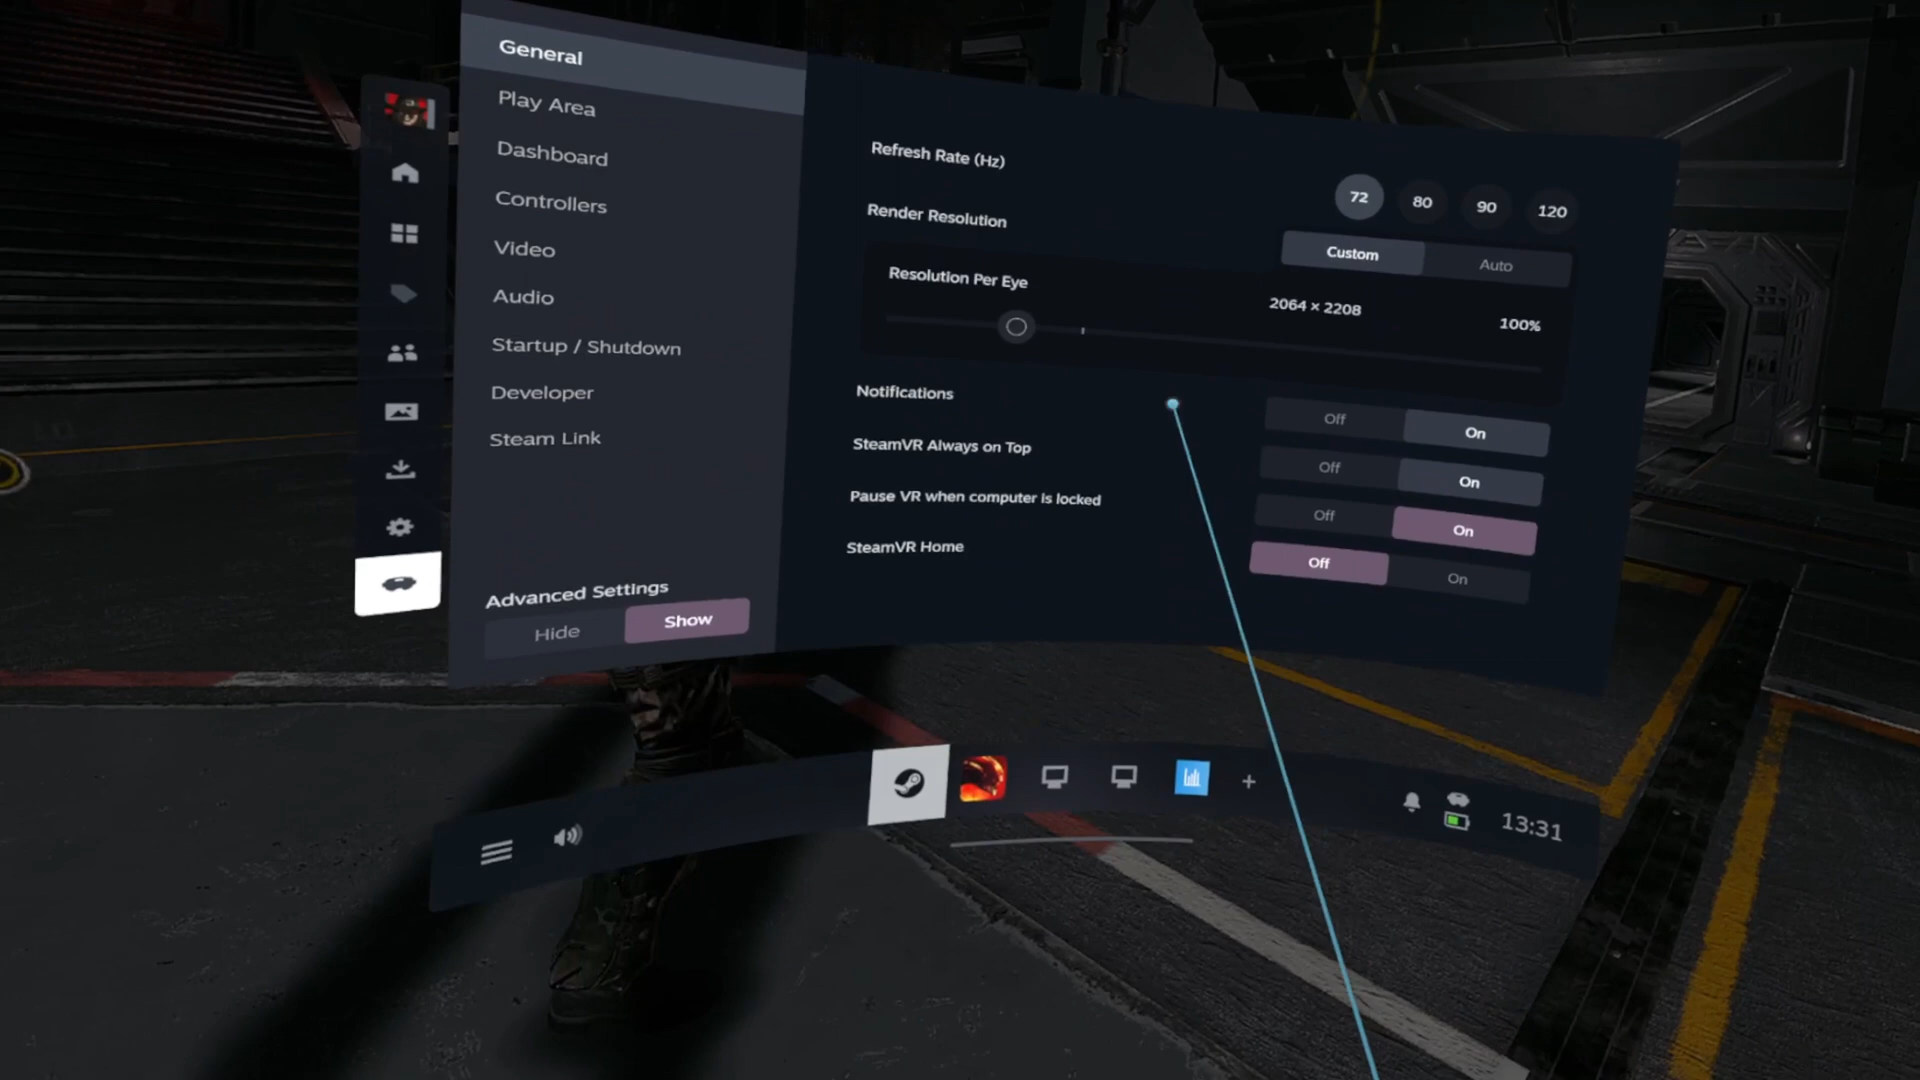 General
Play Area
Dashboard
Controllers
Video
Audio
Startup / Shutdown
Developer
Steam Link
Advanced Settings
Hide Show
Refresh Rate (Hz)
72 80 90 120
Render Resolution
Custom Auto
Resolution Per Eye
2064 × 2208 100%
Notifications
Off On
SteamVR Always on Top
Off On
Pause VR when computer is locked
Off On
SteamVR Home
Off On
13:31